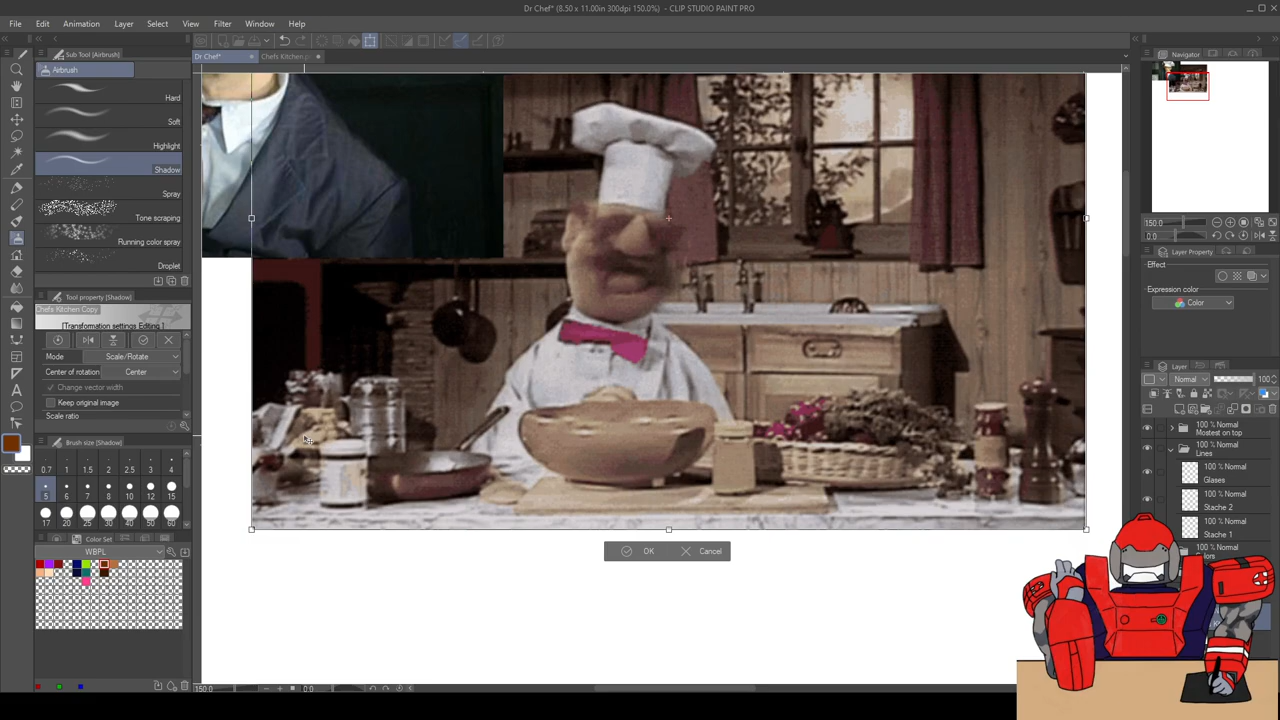 Dr Chef* (8.50 x 11.00in 300dpi 150.0%) - CLIP STUDIO PAINT PRO
File Edit Animation Layer Select View Filter Window Help
Sub Tool [Airbrush]
Dr Chef*
Chefs Kitchen
Navigator
Airbrush
Hard
Soft
Highlight
Shadow
Spray
Tone scraping
Running color spray
Droplet
150.0
0.0
Tool property [Shadow]
Chefs Kitchen Copy
[Transformation settings Editing ]
Mode Scale/Rotate
Center of rotation Center
Change vector width
Keep original image
Scale ratio
Layer Property
Effect
Expression color
Color
Layer
Normal 100
100 % Normal
Mostest on top
100 % Normal
Lines
100 % Normal
Glases
100 % Normal
Stache 2
100 % Normal
Stache 1
100 % Normal
Brush size [Shadow]
0.7 1 1.5 2 2.5 3 4
5 6 7 8 10 12 15
17 20 25 30 40 50 60
Color Set
WBPL
OK Cancel
150.0 0.0